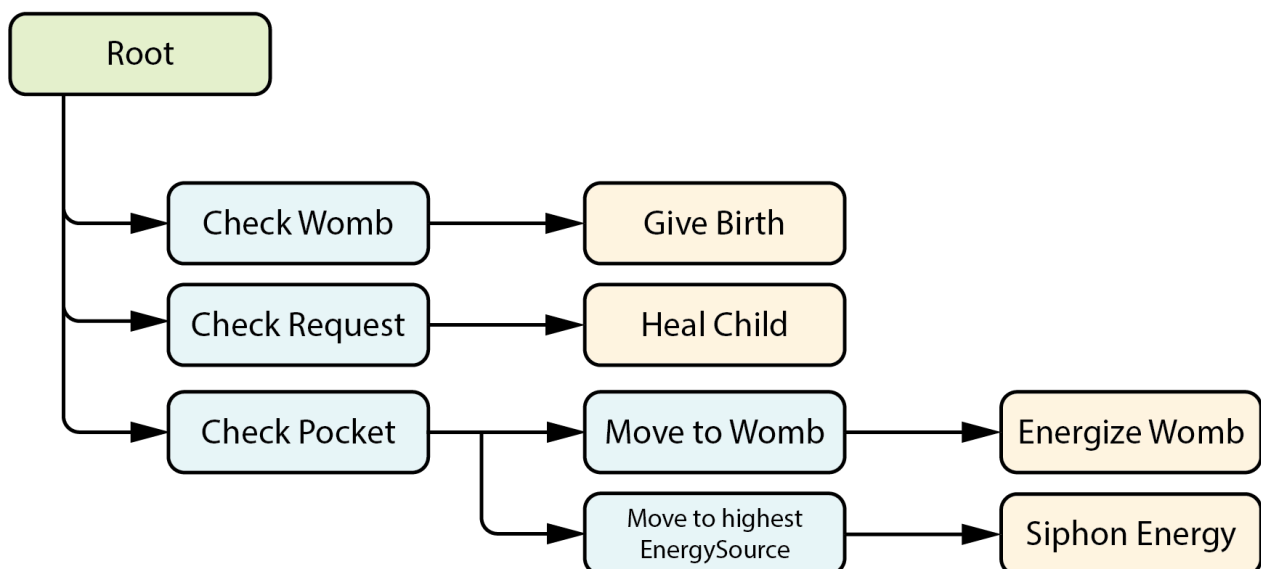 Root
Check Womb
Give Birth
Check Request
Heal Child
Check Pocket
Move to Womb
Energize Womb
Move to highest
EnergySource
Siphon Energy